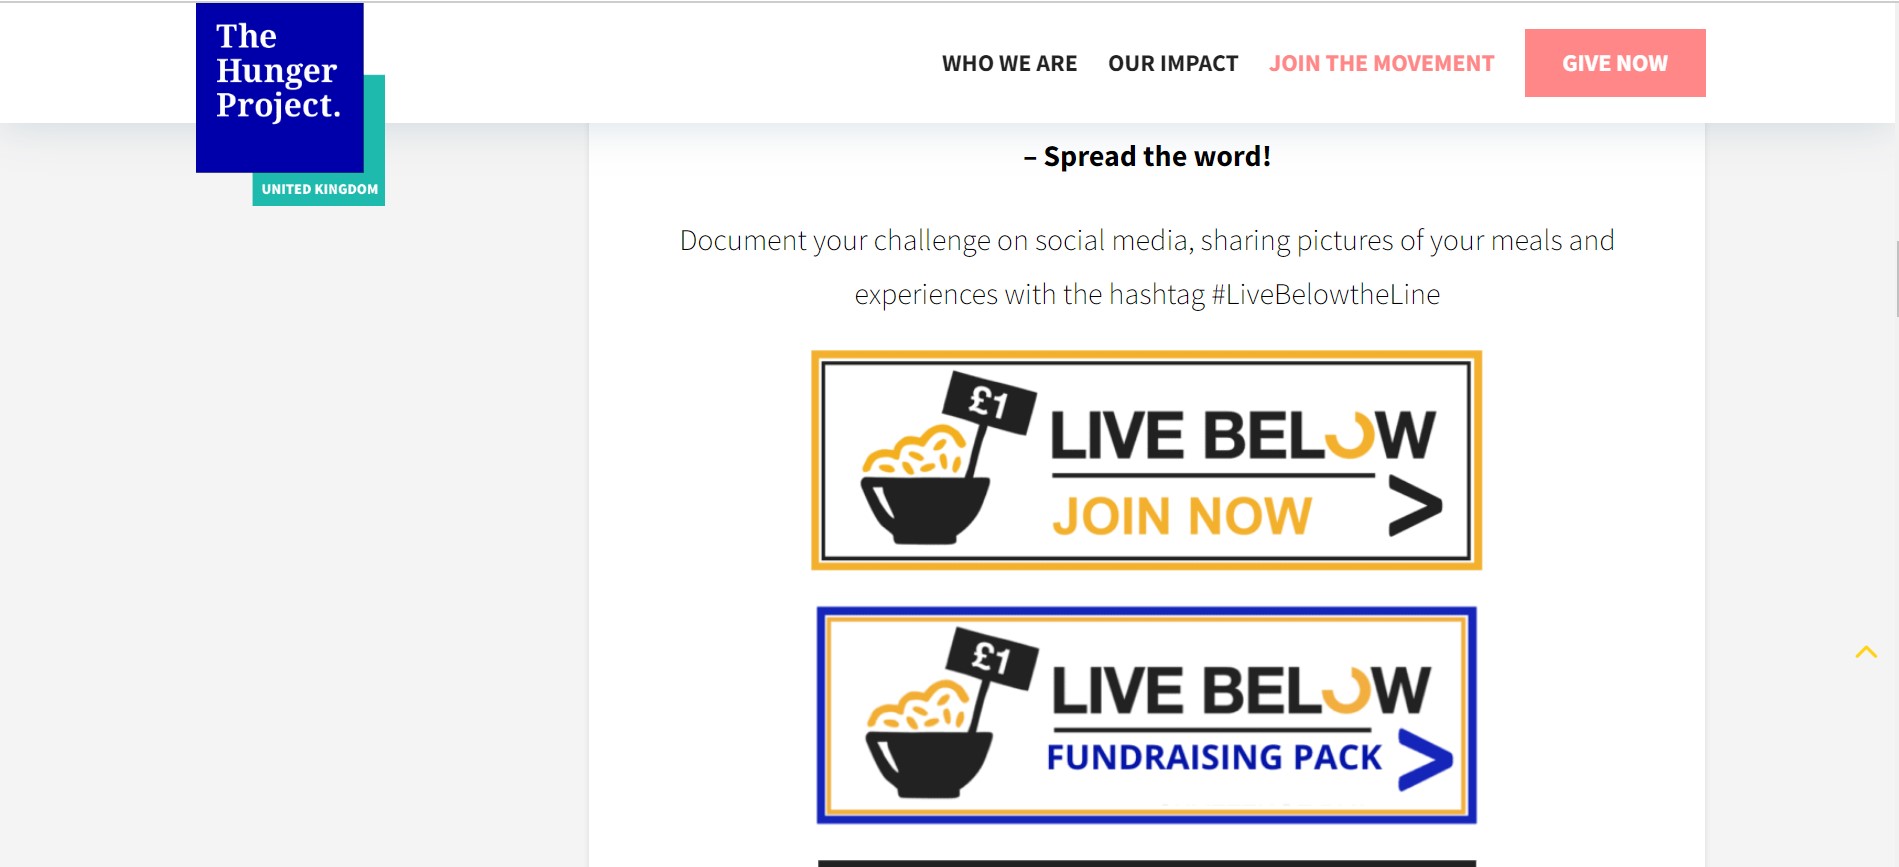 The
Hunger
Project.
UNITED KINGDOM
WHO WE ARE OUR IMPACT JOIN THE MOVEMENT GIVE NOW
– Spread the word!
Document your challenge on social media, sharing pictures of your meals and
experiences with the hashtag #LiveBelowtheLine
£1
LIVE BELOW
JOIN NOW >
£1
LIVE BELOW
FUNDRAISING PACK >